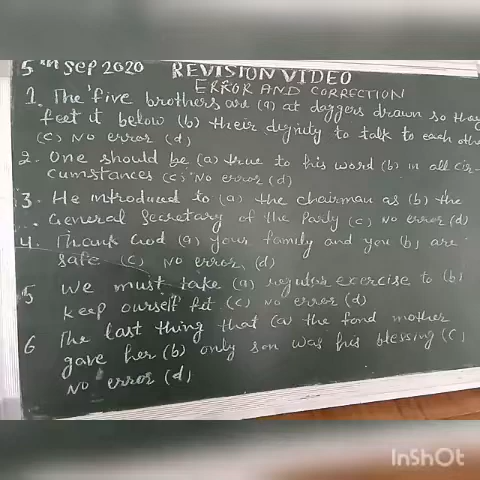 5th Sep 2020 REVISION VIDEO
ERROR AND CORRECTION
1. The five brothers are (a) at daggers drawn so they
feet it below (b) their dignity to talk to each othe
(c) No error (d)
2. One should be (a) true to his word (b) in all cir-
cumstances (c) No error (d)
3. He introduced to (a) the chairman as (b) the
General Secretary of the Party (c) No error (d)
4. Thank God (a) your family and you (b) are
safe (c) No error (d)
5 We must take (a) regular exercise to (b)
keep ourself fit (c) No error (d)
6 The last thing that (a) the fond mother
gave her (b) only son was his blessing (c)
No error (d)
InShOt